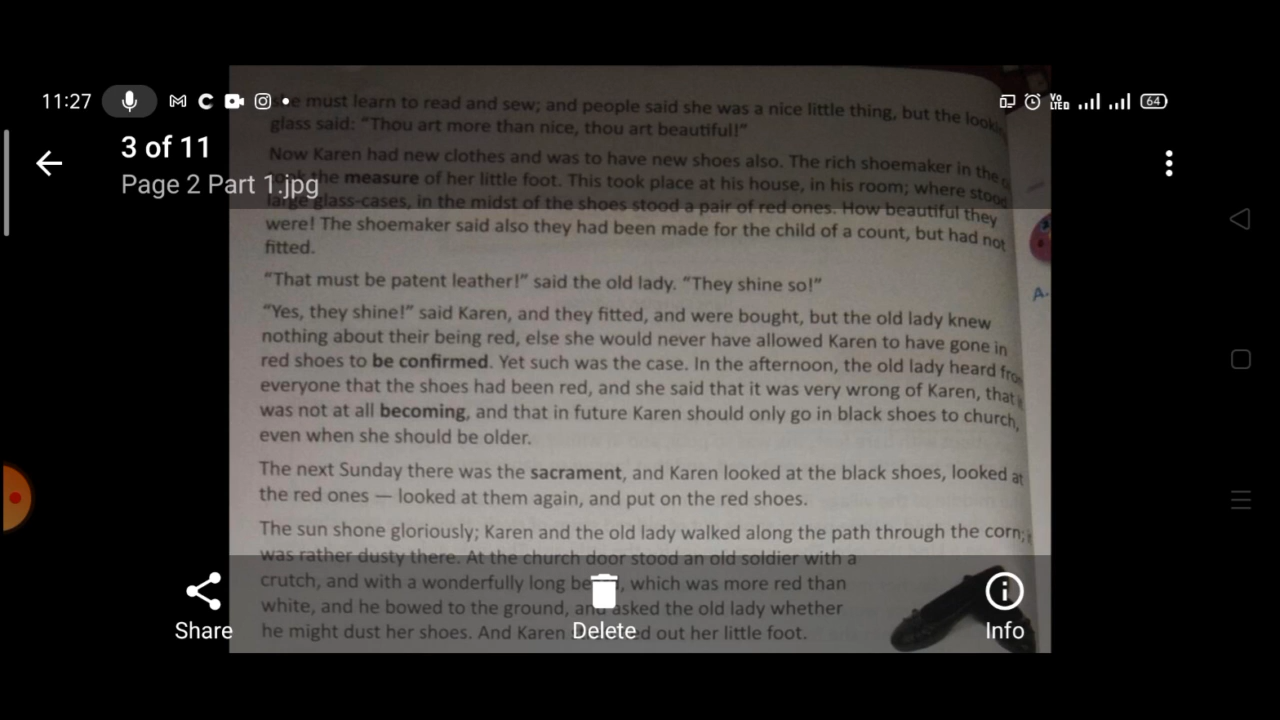 11:27
VoLTE
64
3 of 11
Page 2 Part 1.jpg
must learn to read and sew; and people said she was a nice little thing, but the
glass said: “Thou art more than nice, thou art beautiful!”
Now Karen had new clothes and was to have new shoes also. The rich shoemaker in the
the measure of her little foot. This took place at his house, in his room; where stood
large glass-cases, in the midst of the shoes stood a pair of red ones. How beautiful they
were! The shoemaker said also they had been made for the child of a count, but had not
fitted.
“That must be patent leather!” said the old lady. “They shine so!”
“Yes, they shine!” said Karen, and they fitted, and were bought, but the old lady knew
nothing about their being red, else she would never have allowed Karen to have gone in
red shoes to be confirmed. Yet such was the case. In the afternoon, the old lady heard
everyone that the shoes had been red, and she said that it was very wrong of Karen, that
was not at all becoming, and that in future Karen should only go in black shoes to church,
even when she should be older.
The next Sunday there was the sacrament, and Karen looked at the black shoes, looked at
the red ones — looked at them again, and put on the red shoes.
The sun shone gloriously; Karen and the old lady walked along the path through the corn;
was rather dusty there. At the church door stood an old soldier with a
crutch, and with a wonderfully long which was more red than
white, and he bowed to the ground, and asked the old lady whether
he might dust her shoes. And Karen out her little foot.
A.
Share
Delete
Info